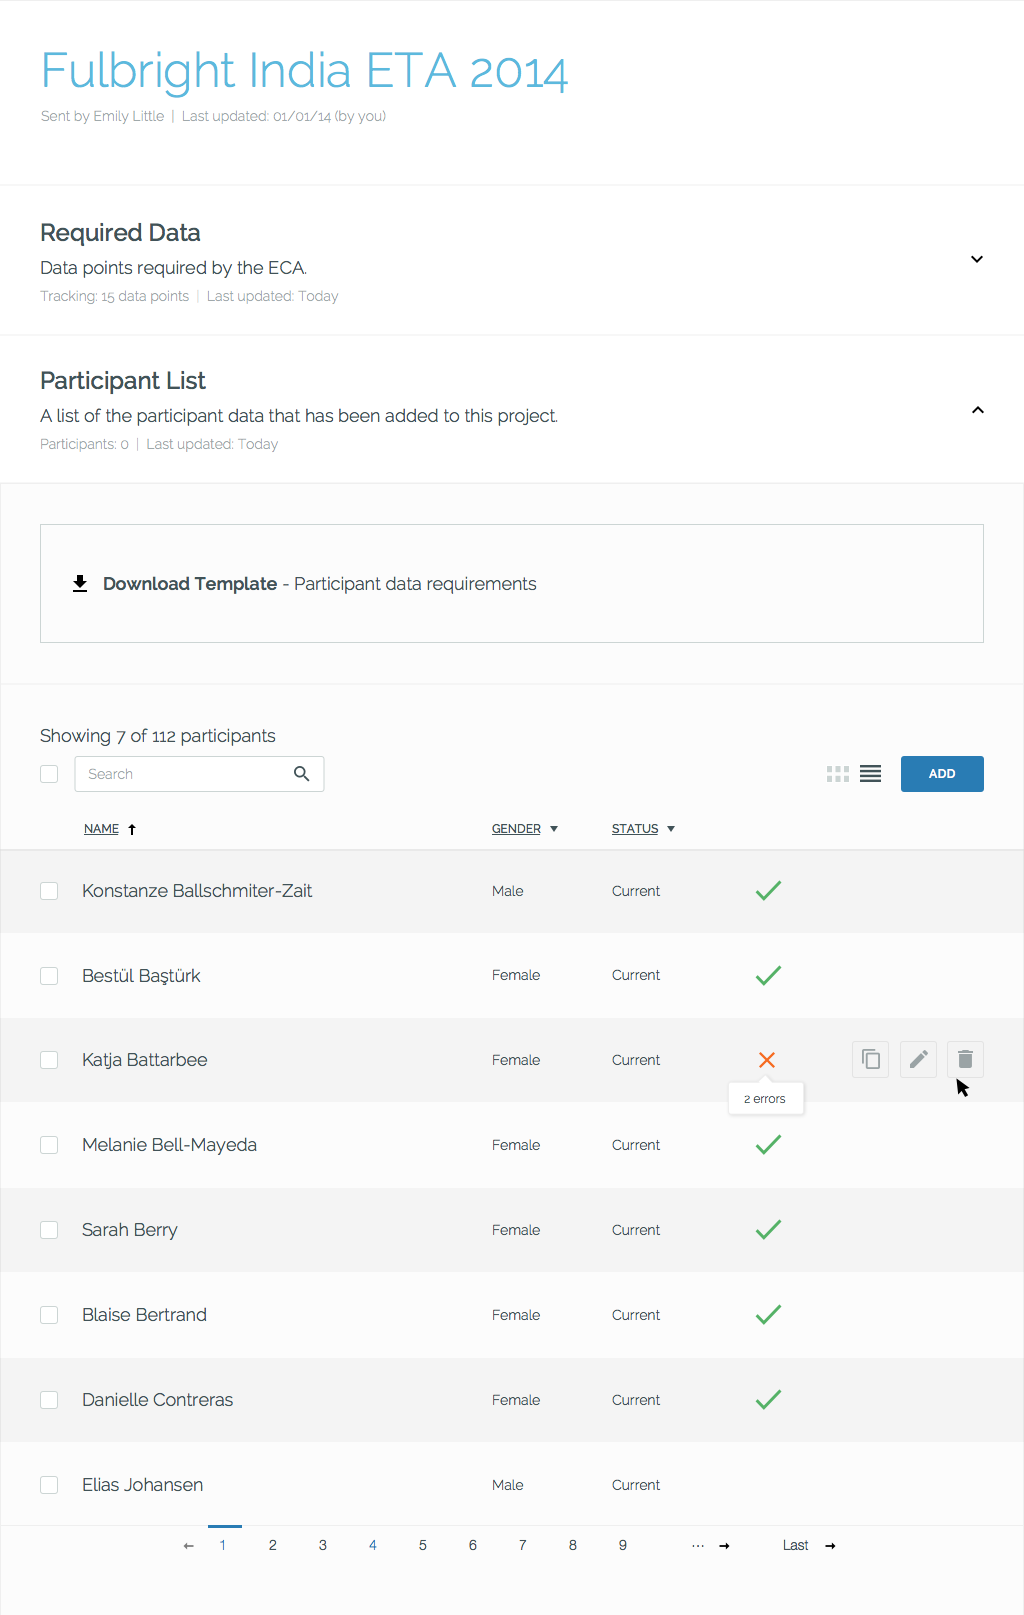 Fulbright India ETA 2014
Sent by Emily Little | Last updated: 01/01/14 (by you)
Required Data
Data points required by the ECA.
Tracking: 15 data points | Last updated: Today
Participant List
A list of the participant data that has been added to this project.
Participants: 0 | Last updated: Today
Download Template - Participant data requirements
Showing 7 of 112 participants
Search ADD
NAME GENDER STATUS
Konstanze Ballschmiter-Zait Male Current
Bestül Baştürk Female Current
Katja Battarbee Female Current
2 errors
Melanie Bell-Mayeda Female Current
Sarah Berry Female Current
Blaise Bertrand Female Current
Danielle Contreras Female Current
Elias Johansen Male Current
← 1 2 3 4 5 6 7 8 9 ... → Last →